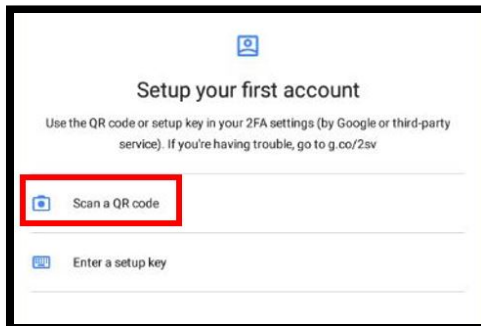 Setup your first account
Use the QR code or setup key in your 2FA settings (by Google or third-party
service). If you're having trouble, go to g.co/2sv
Scan a QR code
Enter a setup key